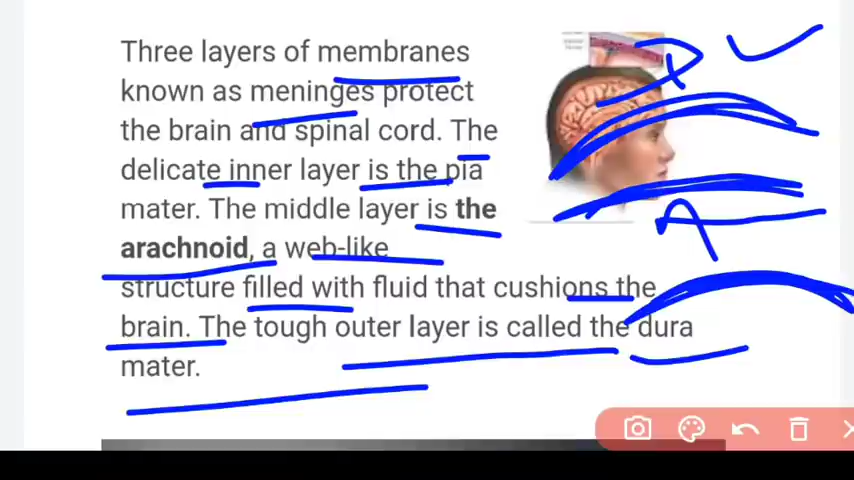 Three layers of membranes
known as meninges protect
the brain and spinal cord. The
delicate inner layer is the pia
mater. The middle layer is the
arachnoid, a web-like
structure filled with fluid that cushions the
brain. The tough outer layer is called the dura
mater.